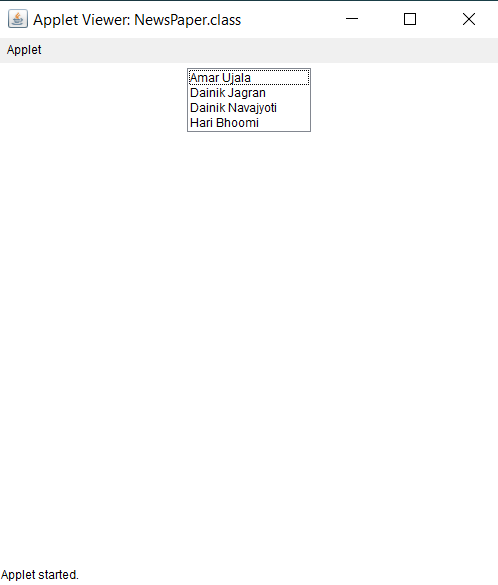 Applet Viewer: NewsPaper.class
Applet
Amar Ujala
Dainik Jagran
Dainik Navajyoti
Hari Bhoomi
Applet started.